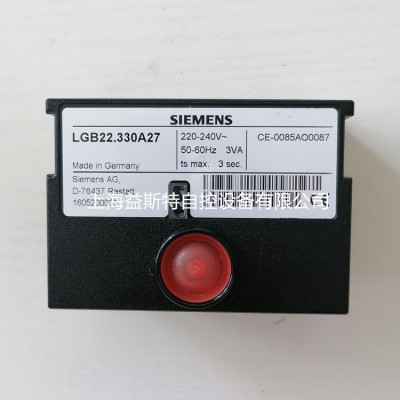 SIEMENS
LGB22.330A27
220-240V~
CE-0085AO0087
50-60Hz 3VA
Made in Germany
ts max. 3 sec.
Siemens AG,
D-76437 Rastatt
上海益斯特自控设备有限公司